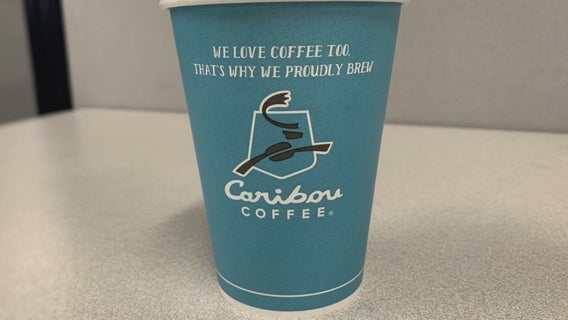 WE LOVE COFFEE TOO.
THAT'S WHY WE PROUDLY BREW
Caribou
COFFEE®